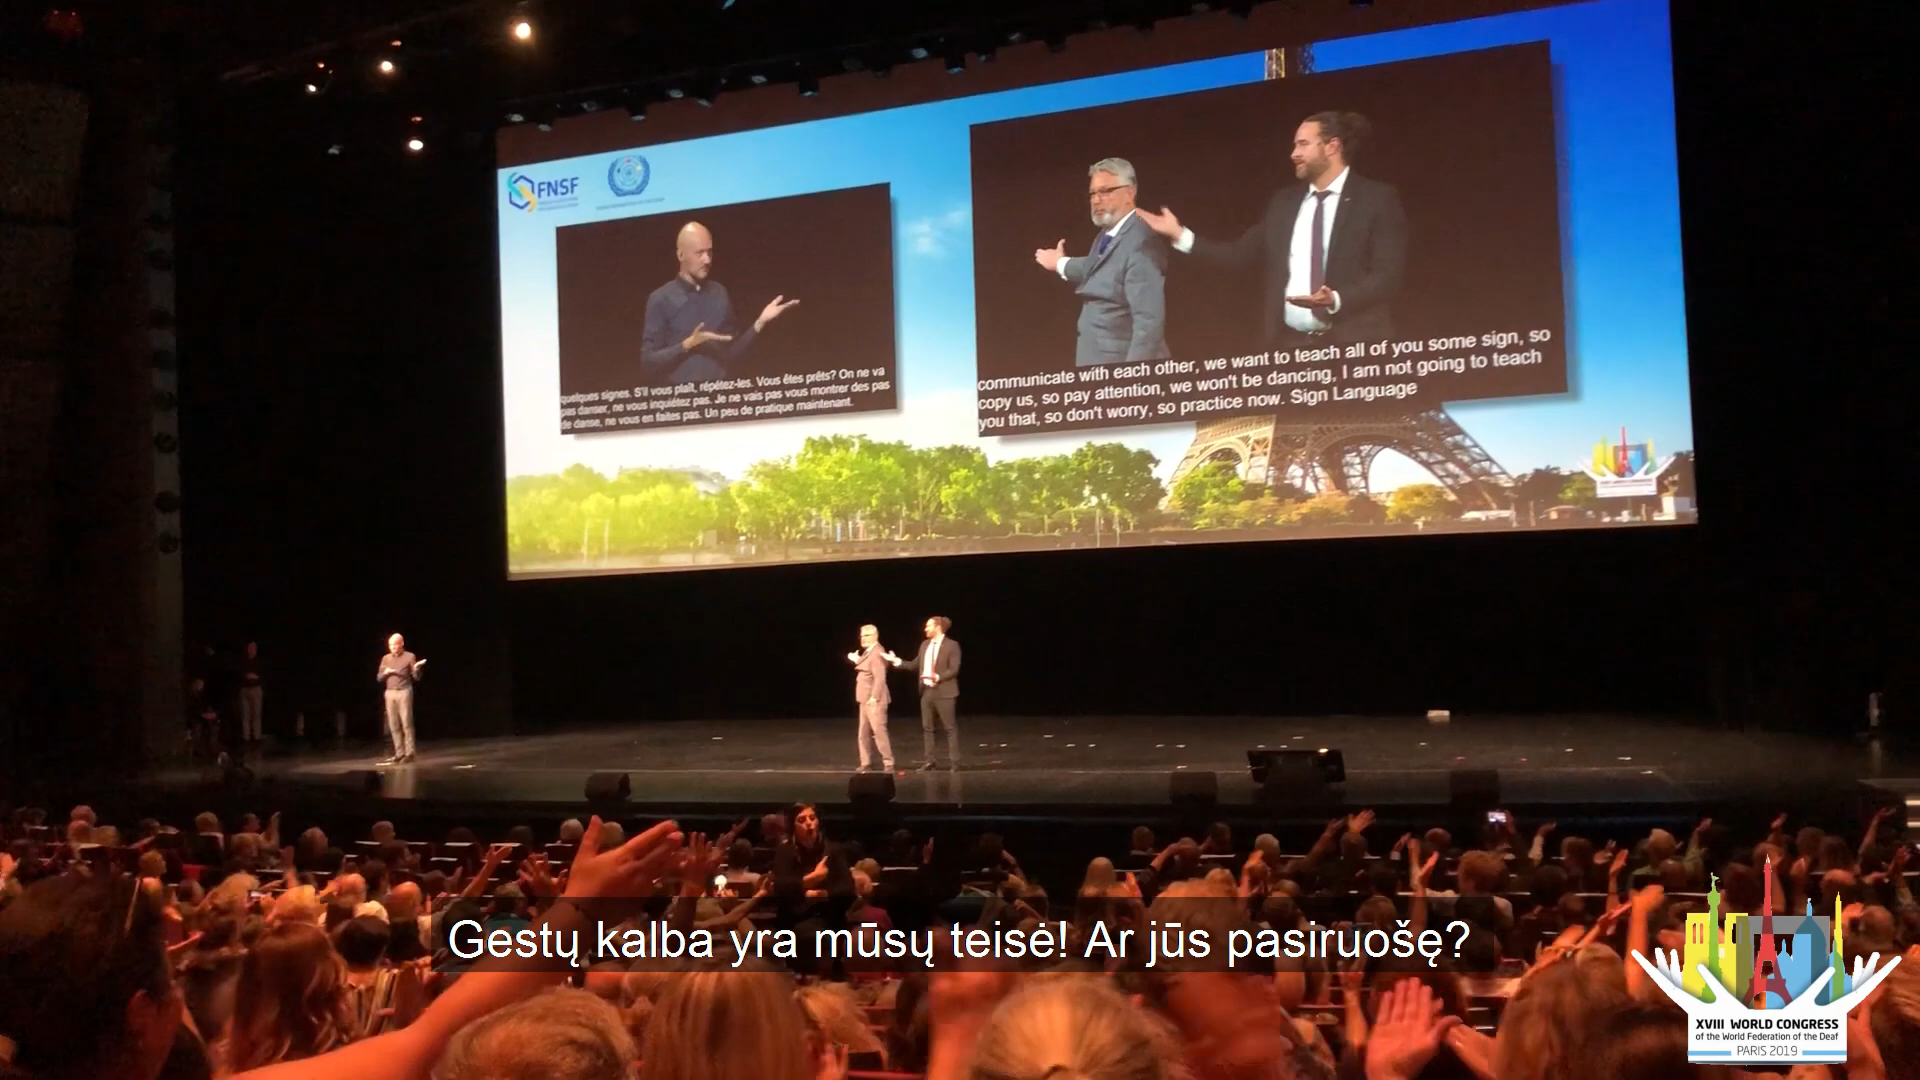 FNSF
quelques signes. S'il vous plaît, répétez-les. Vous êtes prêts? On ne va
pas danser, ne vous inquiétez pas. Je ne vais pas vous montrer des pas
de danse, ne vous en faites pas. Un peu de pratique maintenant.
communicate with each other, we want to teach all of you some sign, so
copy us, so pay attention, we won't be dancing, I am not going to teach
you that, so don't worry, so practice now. Sign Language
Gestų kalba yra mūsų teisė! Ar jūs pasiruošę?
XVIII WORLD CONGRESS
of the World Federation of the Deaf
PARIS 2019